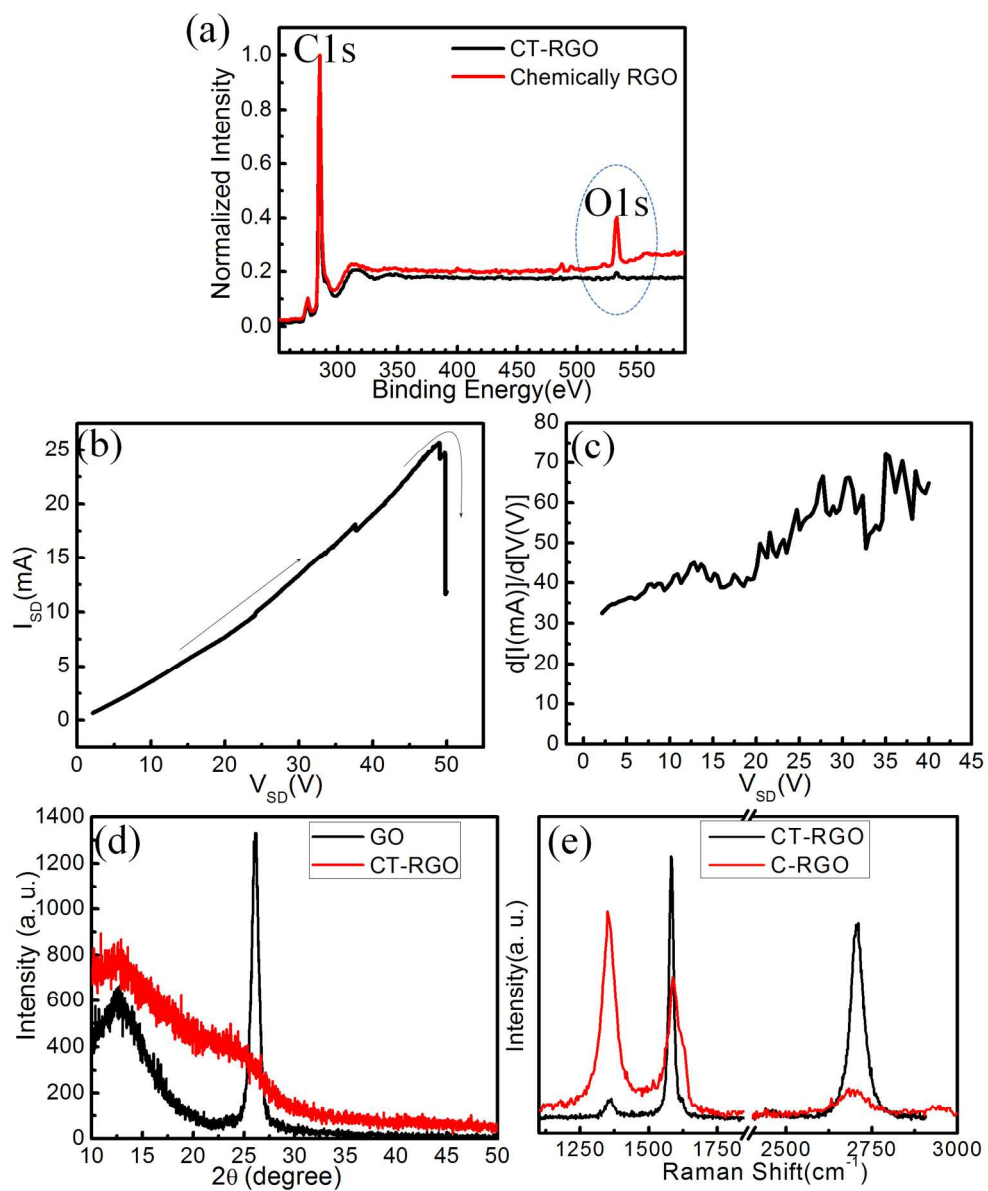 (a)
C1s
CT-RGO
Chemically RGO
O1s
Normalized Intensity
1.0
0.8
0.6
0.4
0.2
0.0
300 350 400 450 500 550
Binding Energy(eV)
(b)
I_SD(mA)
25
20
15
10
5
0
0 10 20 30 40 50
V_SD(V)
(c)
d[I(mA)]/d[V(V)]
80
75
70
60
50
40
30
20
10
0
0 5 10 15 20 25 30 35 40 45
V_SD(V)
(d)
GO
CT-RGO
Intensity (a. u.)
1400
1200
1000
800
600
400
200
0
10 15 20 25 30 35 40 45 50
2θ (degree)
(e)
CT-RGO
C-RGO
Intensity(a. u.)
1250 1500 1750 2500 2750 3000
Raman Shift(cm⁻¹)